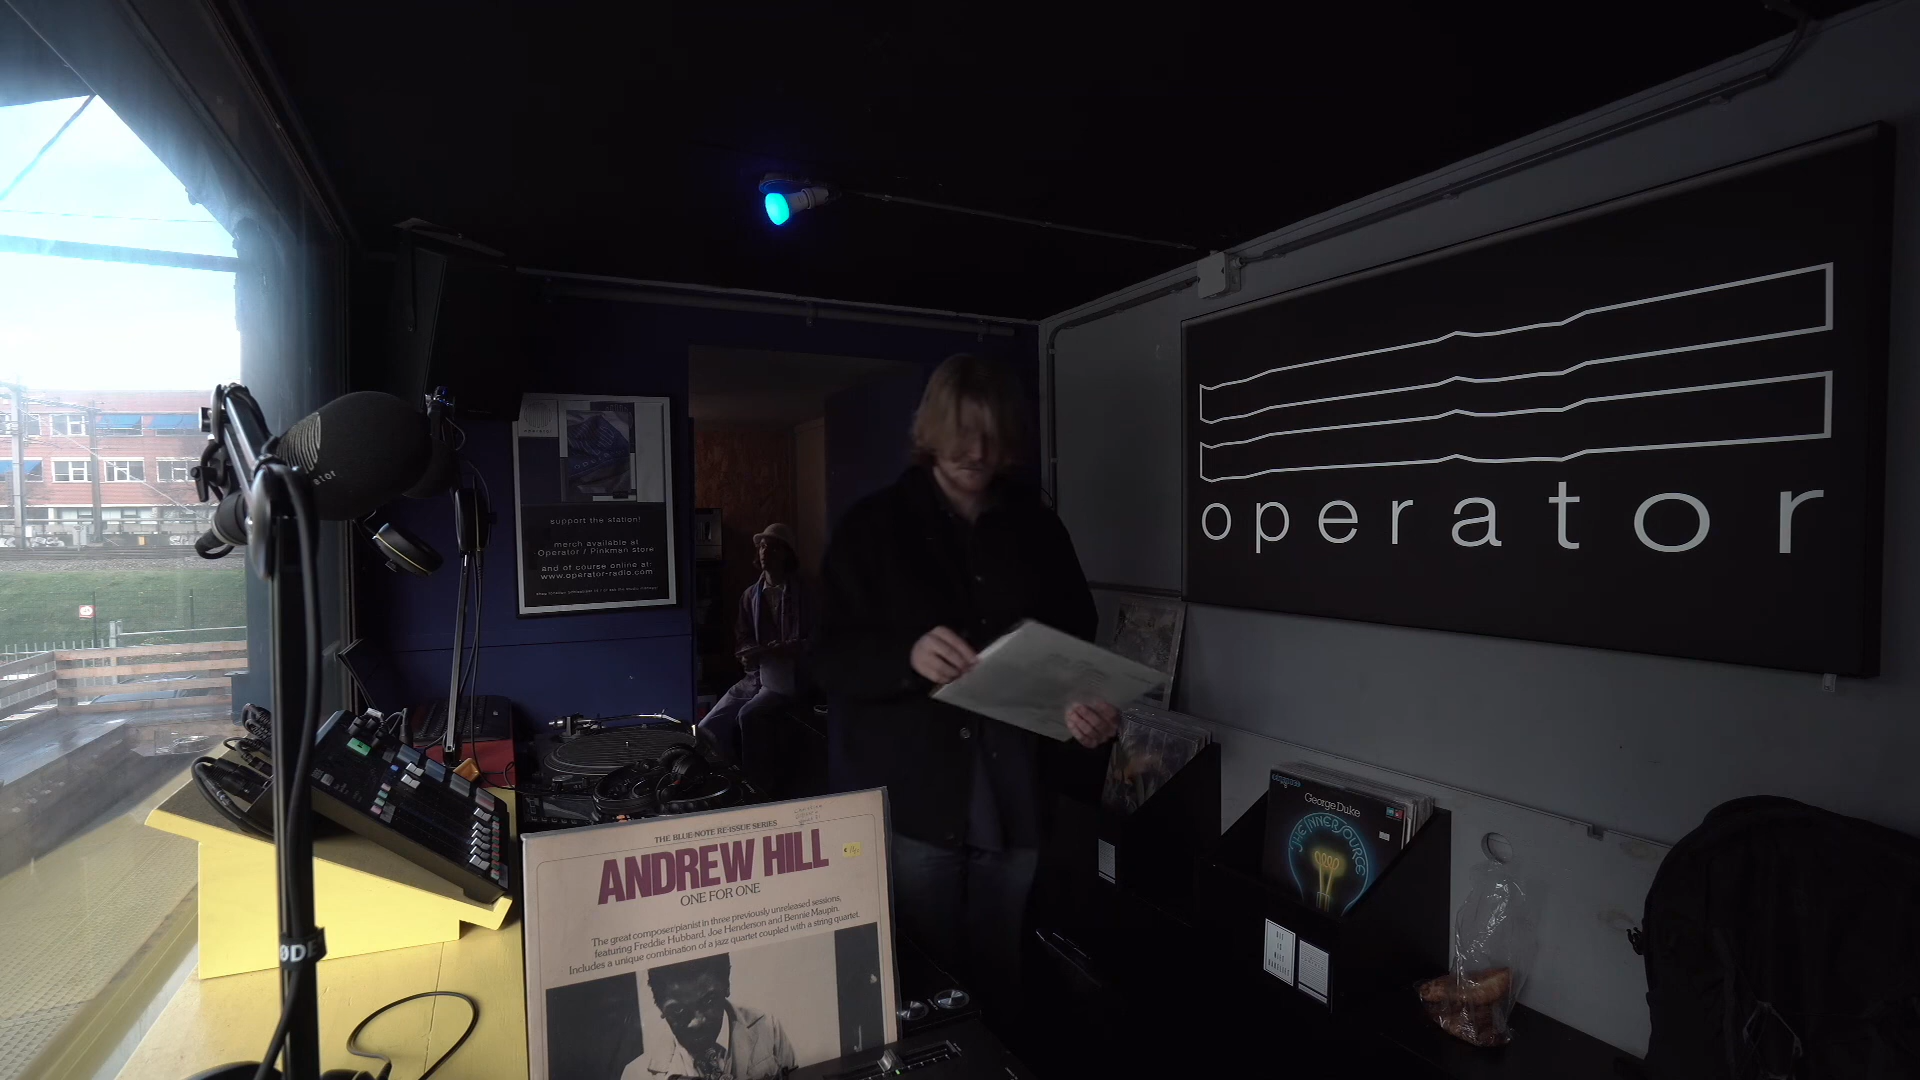 operator
support the station!
merch available at
Operator / Pinkman store
and of course online at:
www.operator-radio.com
THE BLUE NOTE RE-ISSUE SERIES
ANDREW HILL
ONE FOR ONE
The great composer/pianist in three previously unreleased sessions,
featuring Freddie Hubbard, Joe Henderson and Bennie Maupin.
Includes a unique combination of a jazz quartet coupled with a string quartet.
George Duke
THE INNER SOURCE
RØDE